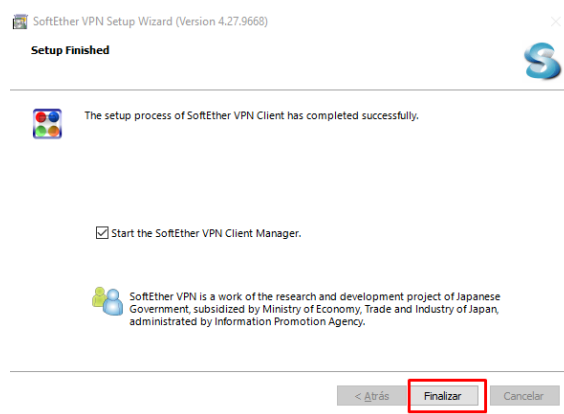 SoftEther VPN Setup Wizard (Version 4.27.9668)
Setup Finished
The setup process of SoftEther VPN Client has completed successfully.
Start the SoftEther VPN Client Manager.
SoftEther VPN is a work of the research and development project of Japanese
Government, subsidized by Ministry of Economy, Trade and Industry of Japan,
administrated by Information Promotion Agency.
< Atrás Finalizar Cancelar